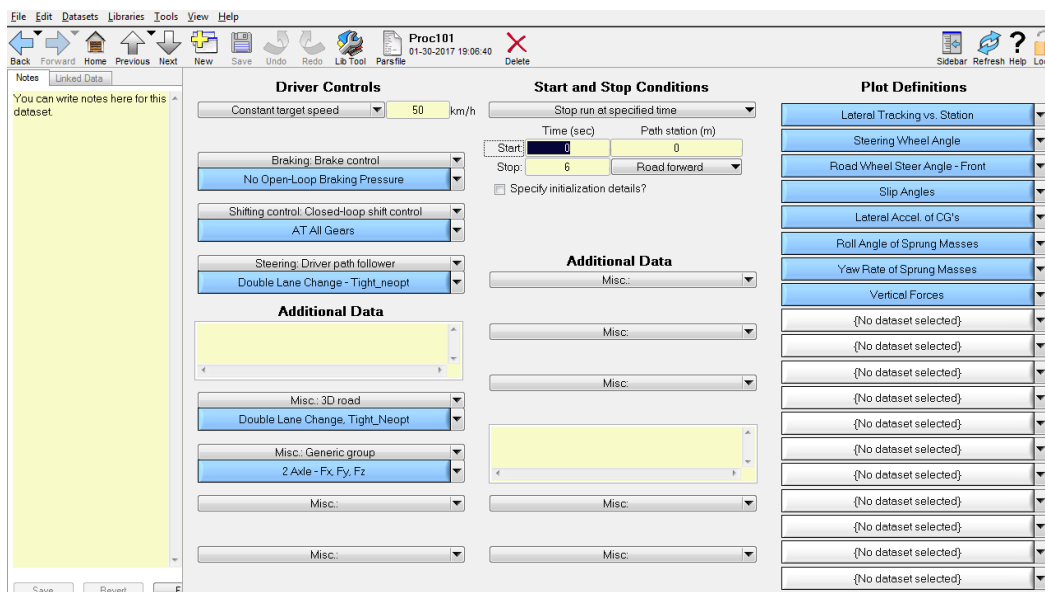 File Edit Datasets Libraries Tools View Help
Back Forward Home Previous Next New Save Undo Redo Lib Tool Parsfile
Proc101
01-30-2017 19:06:40
Delete
Sidebar Refresh Help
Notes Linked Data
You can write notes here for this
dataset.
Save Revert
Driver Controls
Constant target speed 50 km/h
Braking: Brake control
No Open-Loop Braking Pressure
Shifting control: Closed-loop shift control
AT All Gears
Steering: Driver path follower
Double Lane Change - Tight_neopt
Additional Data
Misc.: 3D road
Double Lane Change, Tight_Neopt
Misc.: Generic group
2 Axle - Fx, Fy, Fz
Misc.:
Misc.:
Start and Stop Conditions
Stop run at specified time
Time (sec) Path station (m)
Start: 0 0
Stop: 6 Road forward
Specify initialization details?
Additional Data
Misc.:
Misc:
Misc:
Misc:
Misc:
Plot Definitions
Lateral Tracking vs. Station
Steering Wheel Angle
Road Wheel Steer Angle - Front
Slip Angles
Lateral Accel. of CG's
Roll Angle of Sprung Masses
Yaw Rate of Sprung Masses
Vertical Forces
{No dataset selected}
{No dataset selected}
{No dataset selected}
{No dataset selected}
{No dataset selected}
{No dataset selected}
{No dataset selected}
{No dataset selected}
{No dataset selected}
{No dataset selected}
{No dataset selected}